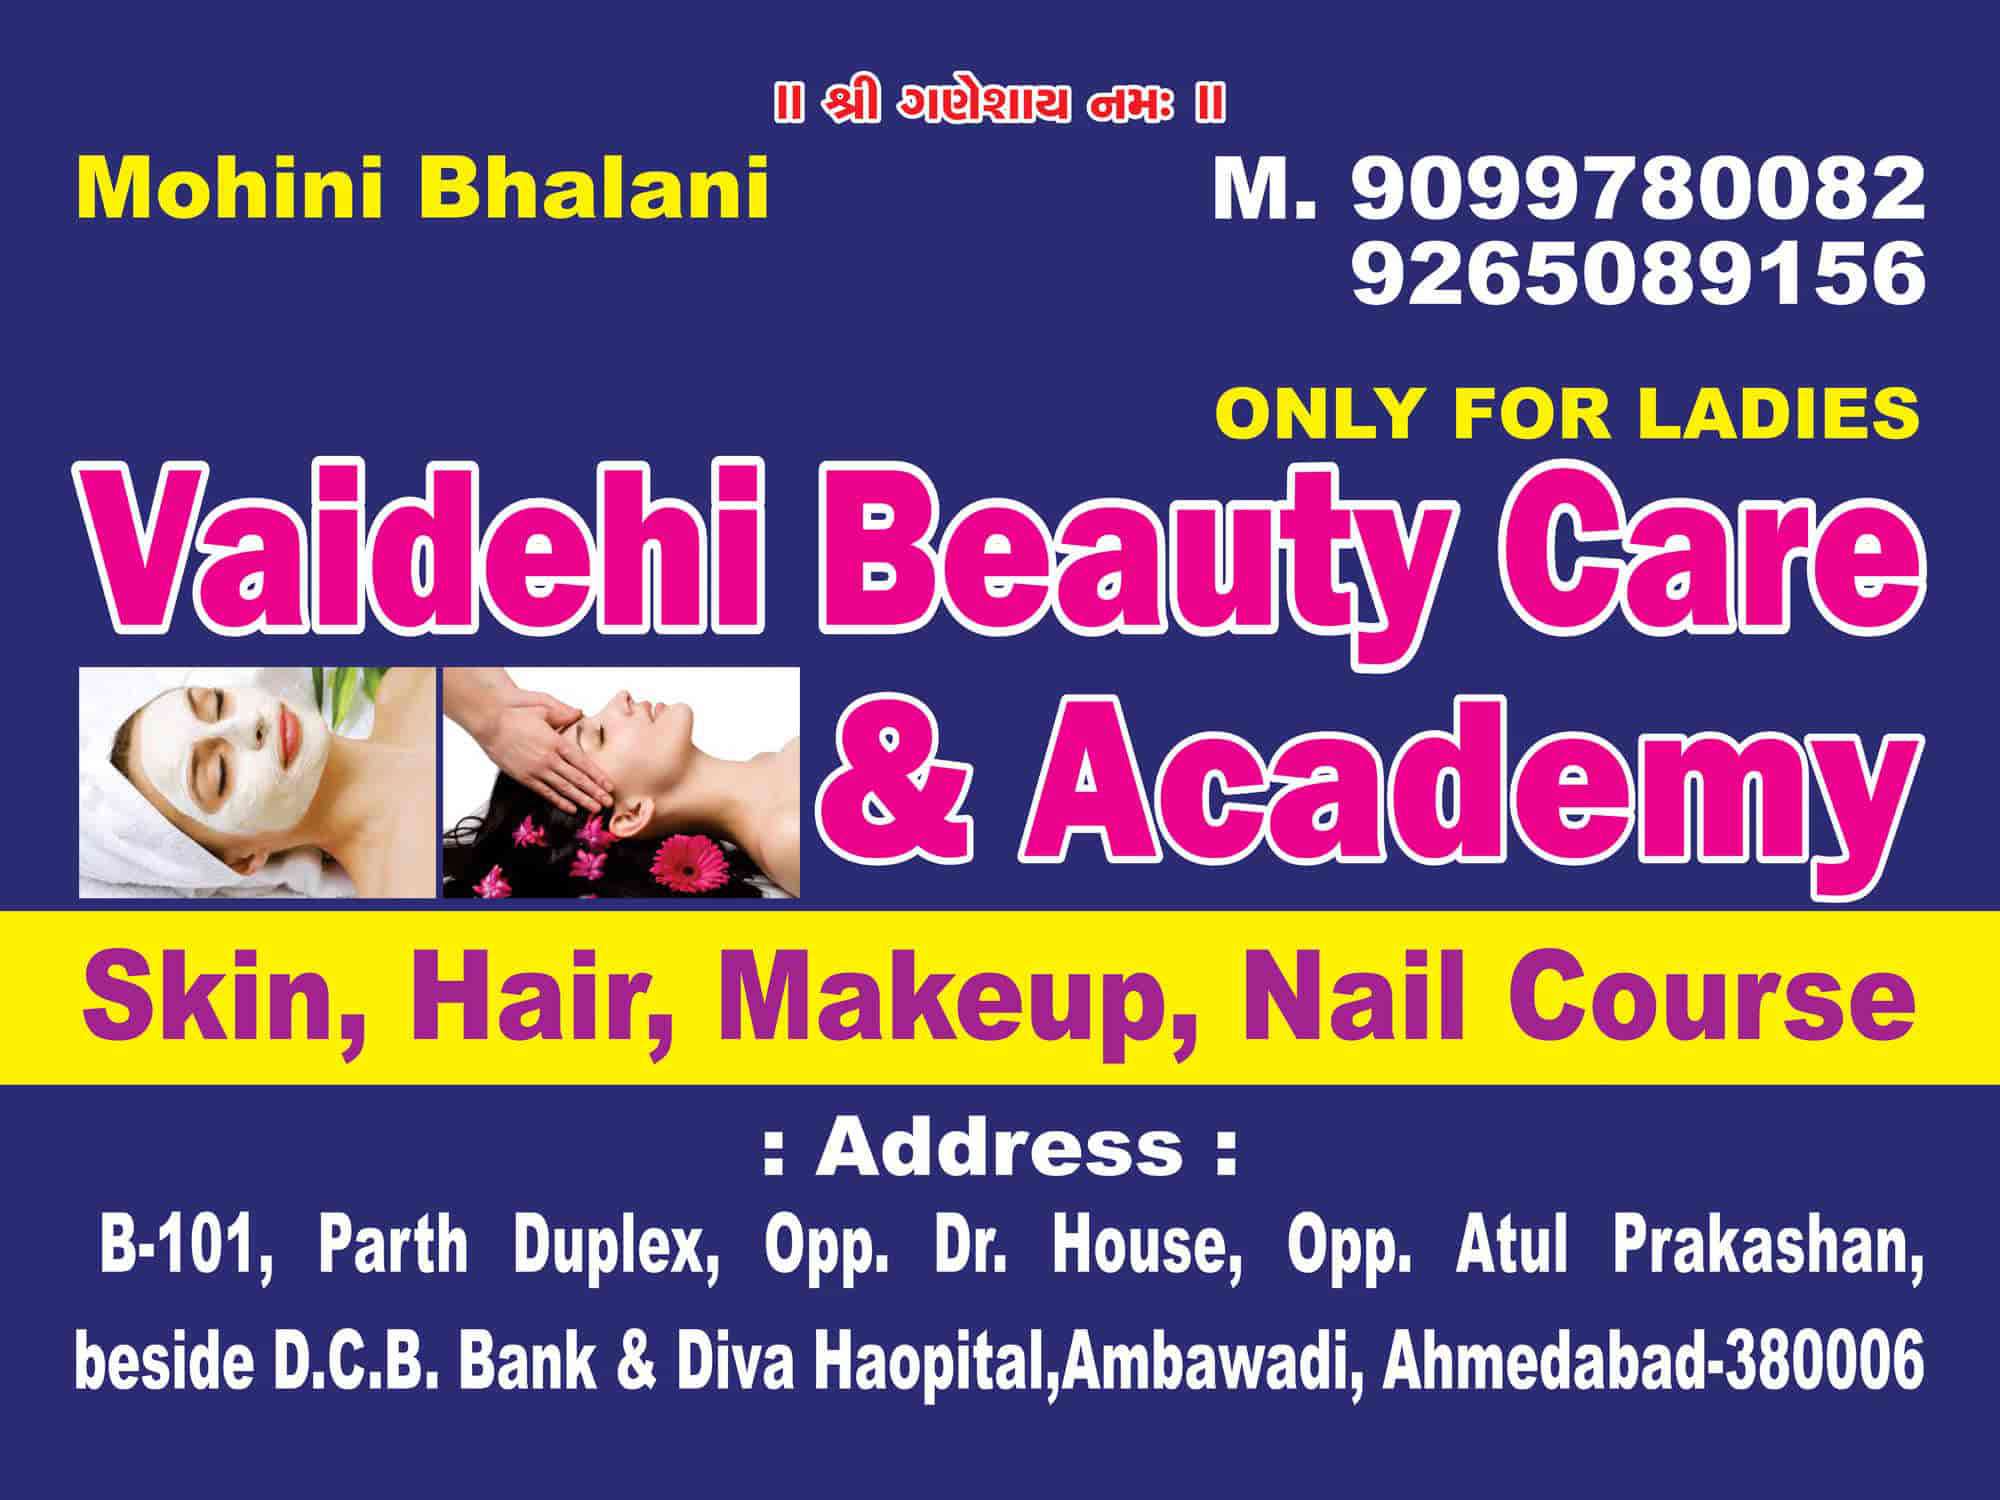 ॥ શ્રી ગણેશાય નમઃ ॥
Mohini Bhalani
M. 9099780082
9265089156
ONLY FOR LADIES
Vaidehi Beauty Care
& Academy
Skin, Hair, Makeup, Nail Course
: Address :
B-101, Parth Duplex, Opp. Dr. House, Opp. Atul Prakashan,
beside D.C.B. Bank & Diva Haopital,Ambawadi, Ahmedabad-380006